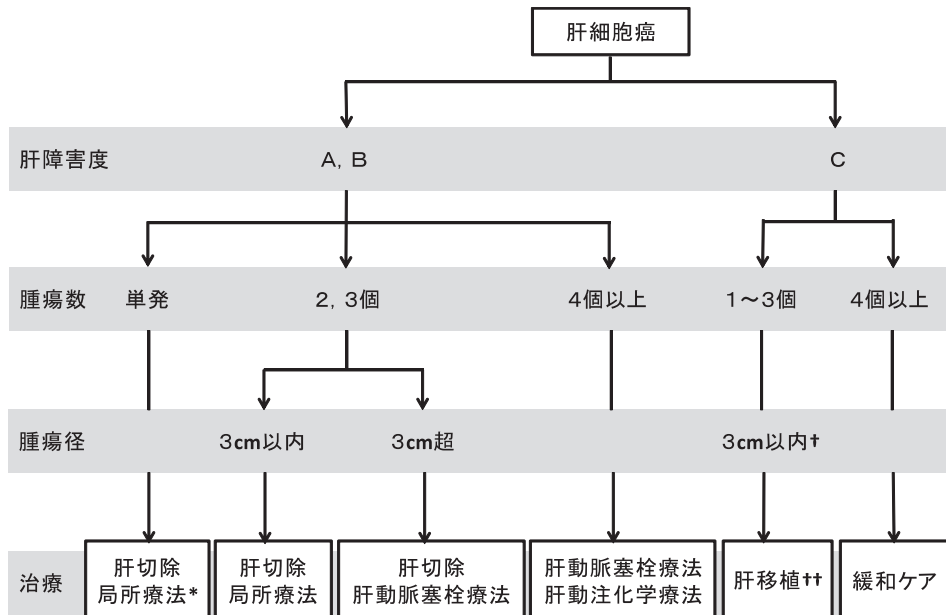 肝細胞癌
肝障害度 A, B C
腫瘍数 単発 2, 3個 4個以上 1～3個 4個以上
腫瘍径 3cm以内 3cm超 3cm以内†
治療
肝切除
局所療法*
肝切除
局所療法
肝切除
肝動脈塞栓療法
肝動脈塞栓療法
肝動注化学療法
肝移植††
緩和ケア